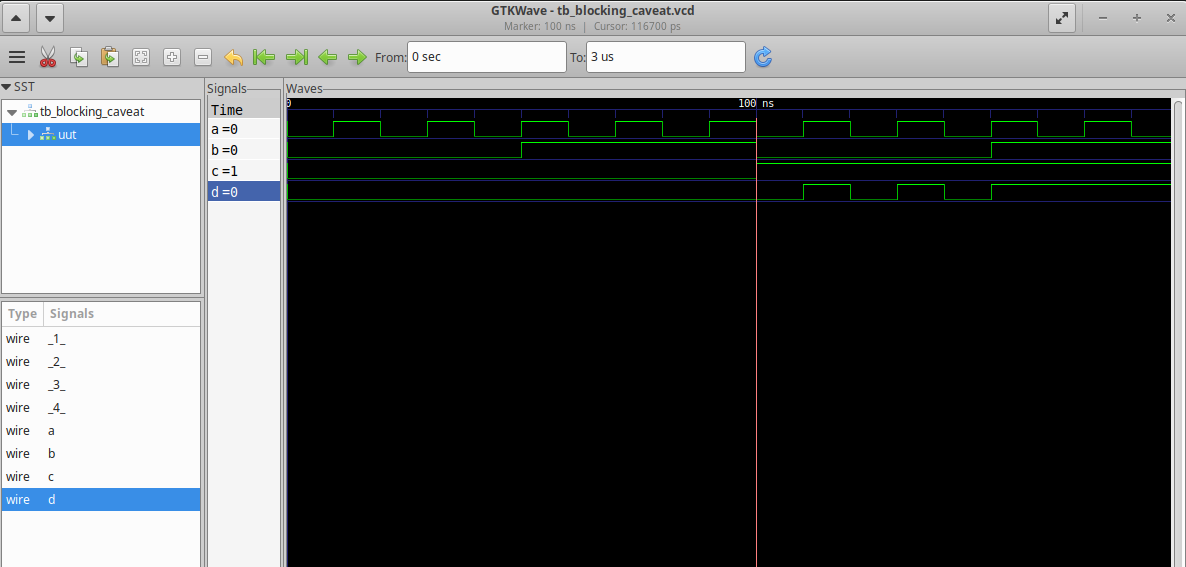 GTKWave - tb_blocking_caveat.vcd
Marker: 100 ns | Cursor: 116700 ps
From: 0 sec To: 3 us
SST
tb_blocking_caveat
uut
Type Signals
wire _1_
wire _2_
wire _3_
wire _4_
wire a
wire b
wire c
wire d
Signals
Time
a =0
b =0
c =1
d =0
Waves
0 100 ns